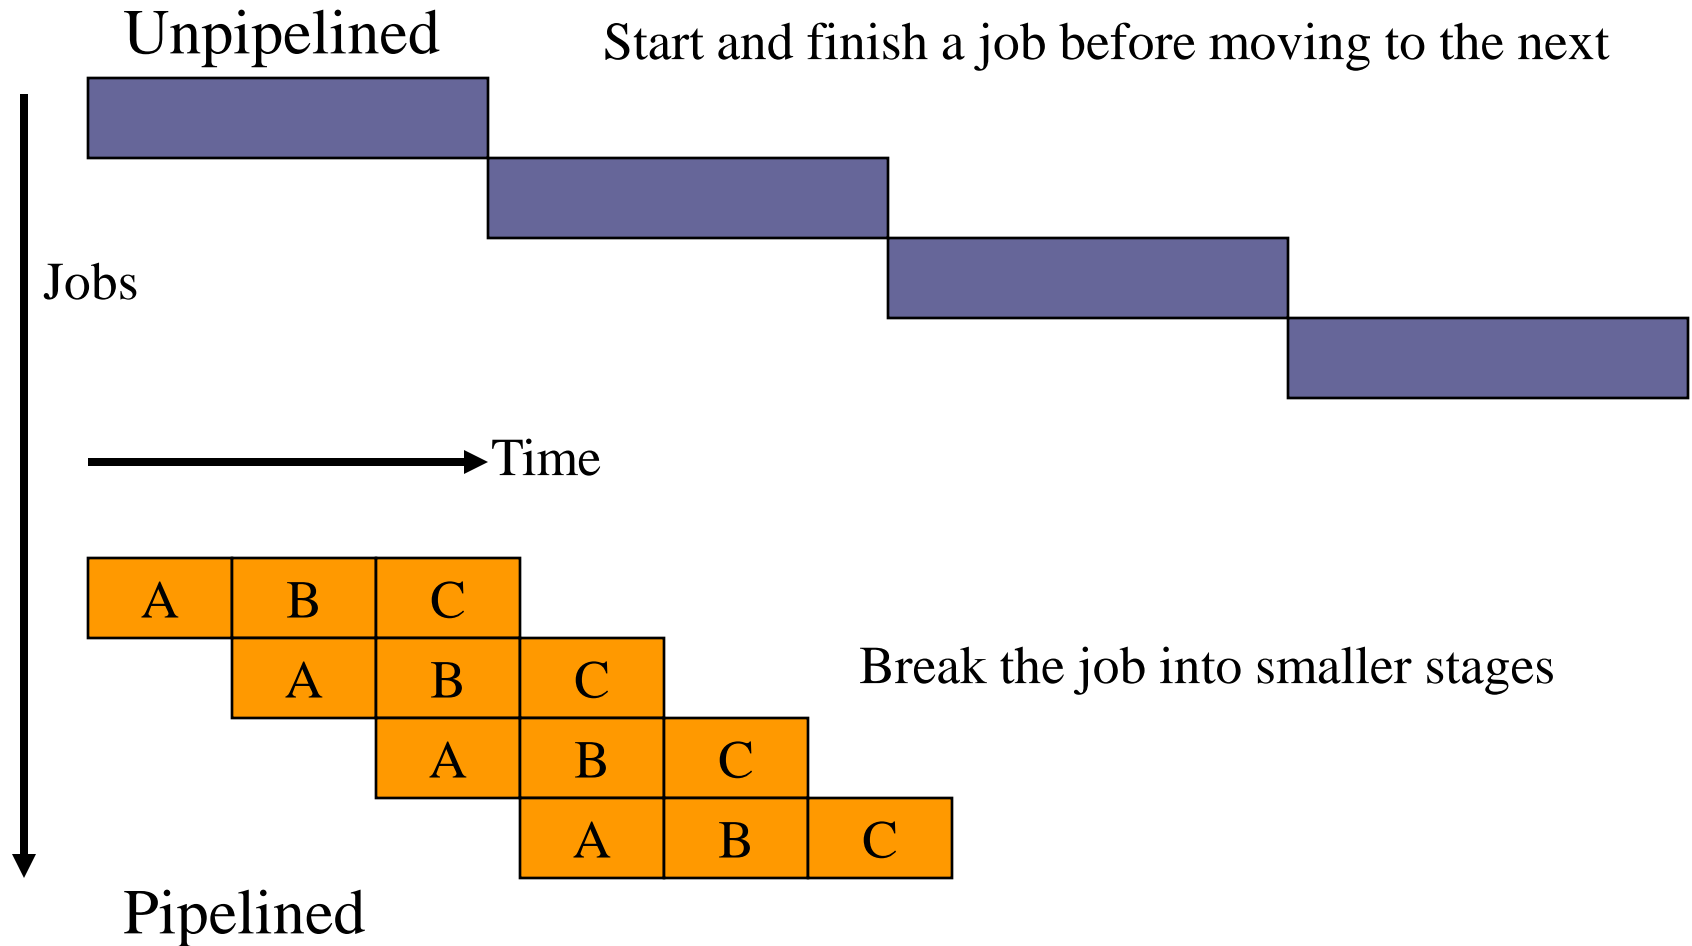 Unpipelined
Start and finish a job before moving to the next
Jobs
Time
A B C
A B C
Break the job into smaller stages
A B C
A B C
Pipelined